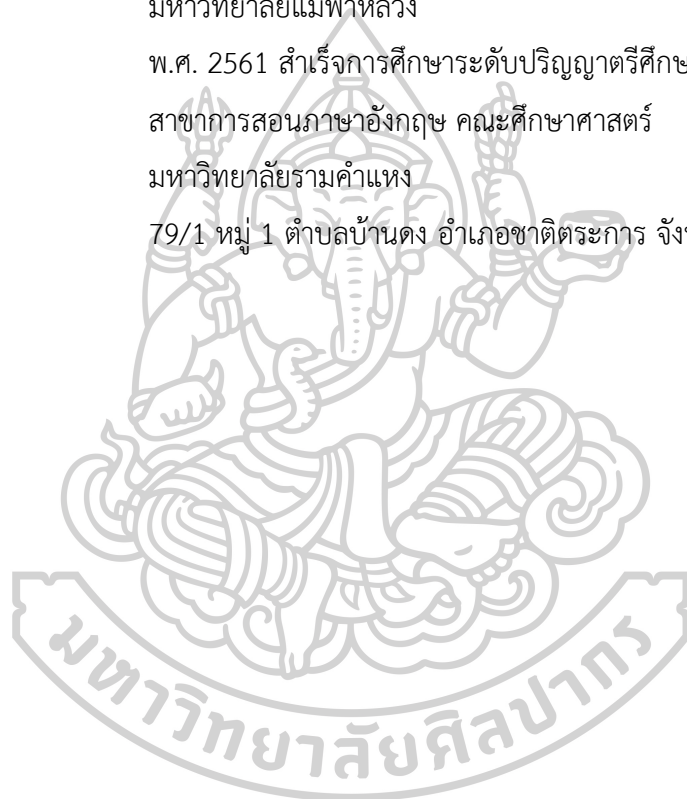 มหาวิทยาลัยแม่ฟ้าหลวง
พ.ศ. 2561 สำเร็จการศึกษาระดับปริญญาตรีศึกษ
สาขาการสอนภาษาอังกฤษ คณะศึกษาศาสตร์
มหาวิทยาลัยรามคำแหง
79/1 หมู่ 1 ตำบลบ้านดง อำเภอชาติตระการ จัง
มหาวิทยาลัยศิลปากร